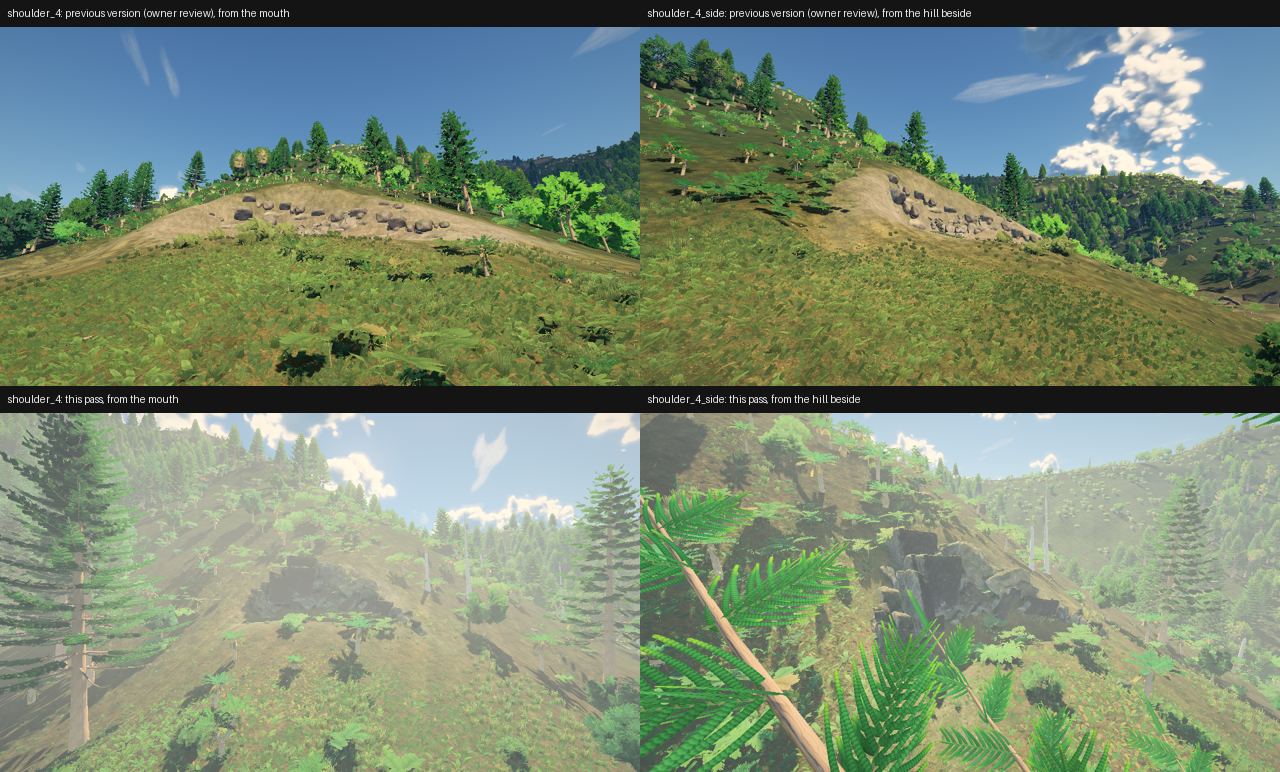 shoulder_4: previous version (owner review), from the mouth
shoulder_4_side: previous version (owner review), from the hill beside
shoulder_4: this pass, from the mouth
shoulder_4_side: this pass, from the hill beside